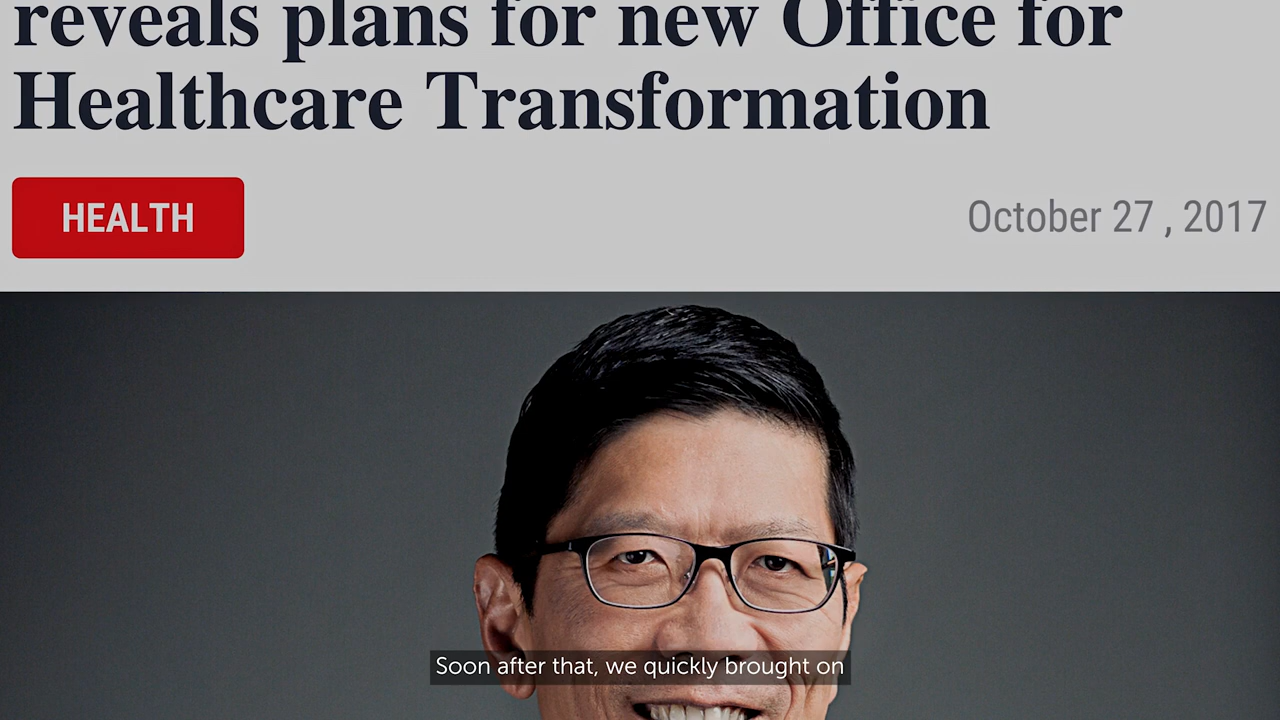 reveals plans for new Office for
Healthcare Transformation
HEALTH
October 27 , 2017
Soon after that, we quickly brought on